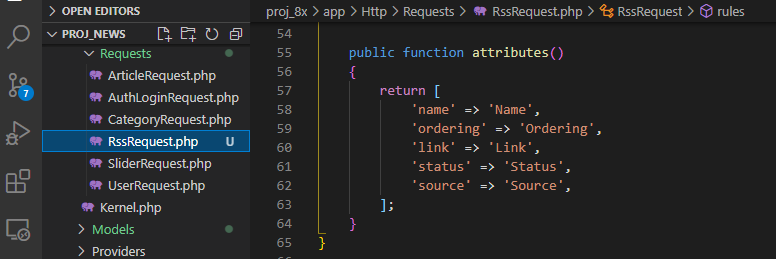 OPEN EDITORS
PROJ_NEWS
Requests
ArticleRequest.php
AuthLoginRequest.php
CategoryRequest.php
RssRequest.php U
SliderRequest.php
UserRequest.php
Kernel.php
Models
Providers
7
proj_8x > app > Http > Requests > RssRequest.php > RssRequest > rules
54
55 public function attributes()
56 {
57 return [
58 'name' => 'Name',
59 'ordering' => 'Ordering',
60 'link' => 'Link',
61 'status' => 'Status',
62 'source' => 'Source',
63 ];
64 }
65 }